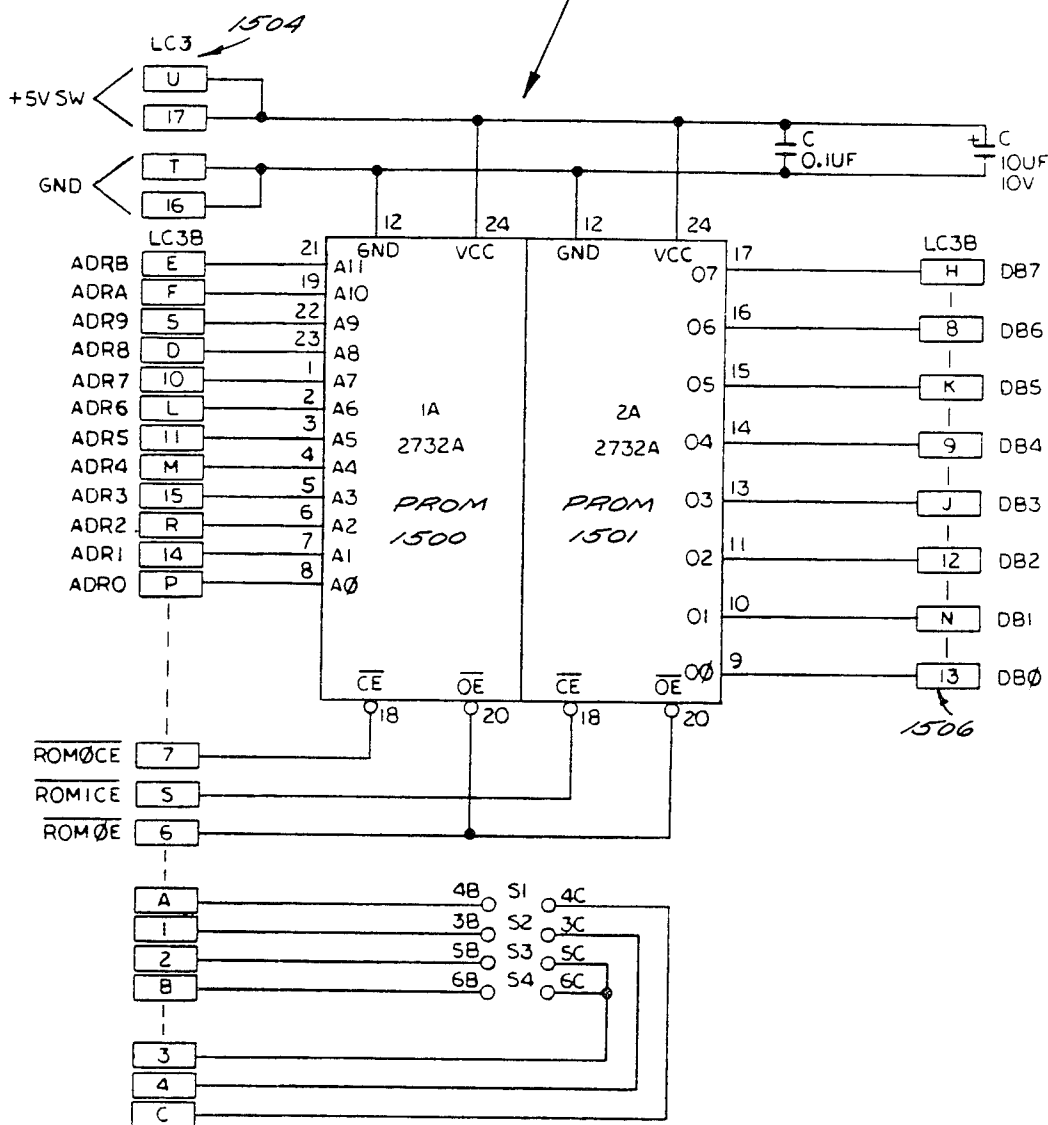 1504
LC3
U
+5V SW
17
T
GND
16
C
0.1UF
+
C
10UF
10V
12
24
12
24
GND
VCC
GND
VCC
LC3B
LC3B
ADRB E 21 A11
ADRA F 19 A10
ADR9 5 22 A9
ADR8 D 23 A8
ADR7 10 1 A7
ADR6 L 2 A6
ADR5 11 3 A5
ADR4 M 4 A4
ADR3 15 5 A3
ADR2 R 6 A2
ADR1 14 7 A1
ADR0 P 8 AØ
1A
2732A
PROM
1500
2A
2732A
PROM
1501
O7 17 H DB7
O6 16 8 DB6
O5 15 K DB5
O4 14 9 DB4
O3 13 J DB3
O2 11 12 DB2
O1 10 N DB1
OØ 9 13 DBØ
1506
CE
OE
CE
OE
18
20
18
20
ROMØCE 7
ROM1CE S
ROMØE 6
A 4B S1 4C
1 3B S2 3C
2 5B S3 5C
B 6B S4 6C
3
4
C